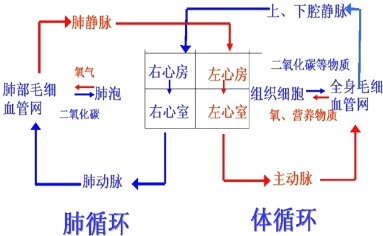 肺静脉
上、下腔静脉
右心房
左心房
二氧化碳等物质
肺部毛细
血管网
氧气
二氧化碳
肺泡
组织细胞
全身毛细
血管网
右心室
左心室
氧、营养物质
肺动脉
主动脉
肺循环
体循环